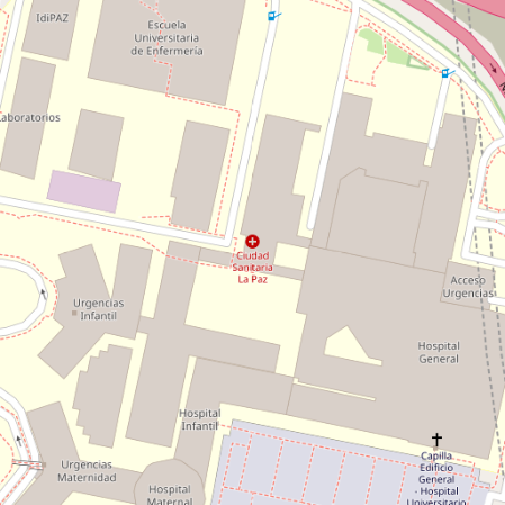 IdiPAZ
Escuela
Universitaria
de Enfermería
Laboratorios
Ciudad
Sanitaria
La Paz
Acceso
Urgencias
Urgencias
Infantil
Hospital
General
Hospital
Infantil
Capilla
Edificio
General
- Hospital
Universitario
Urgencias
Maternidad
Hospital
Maternal